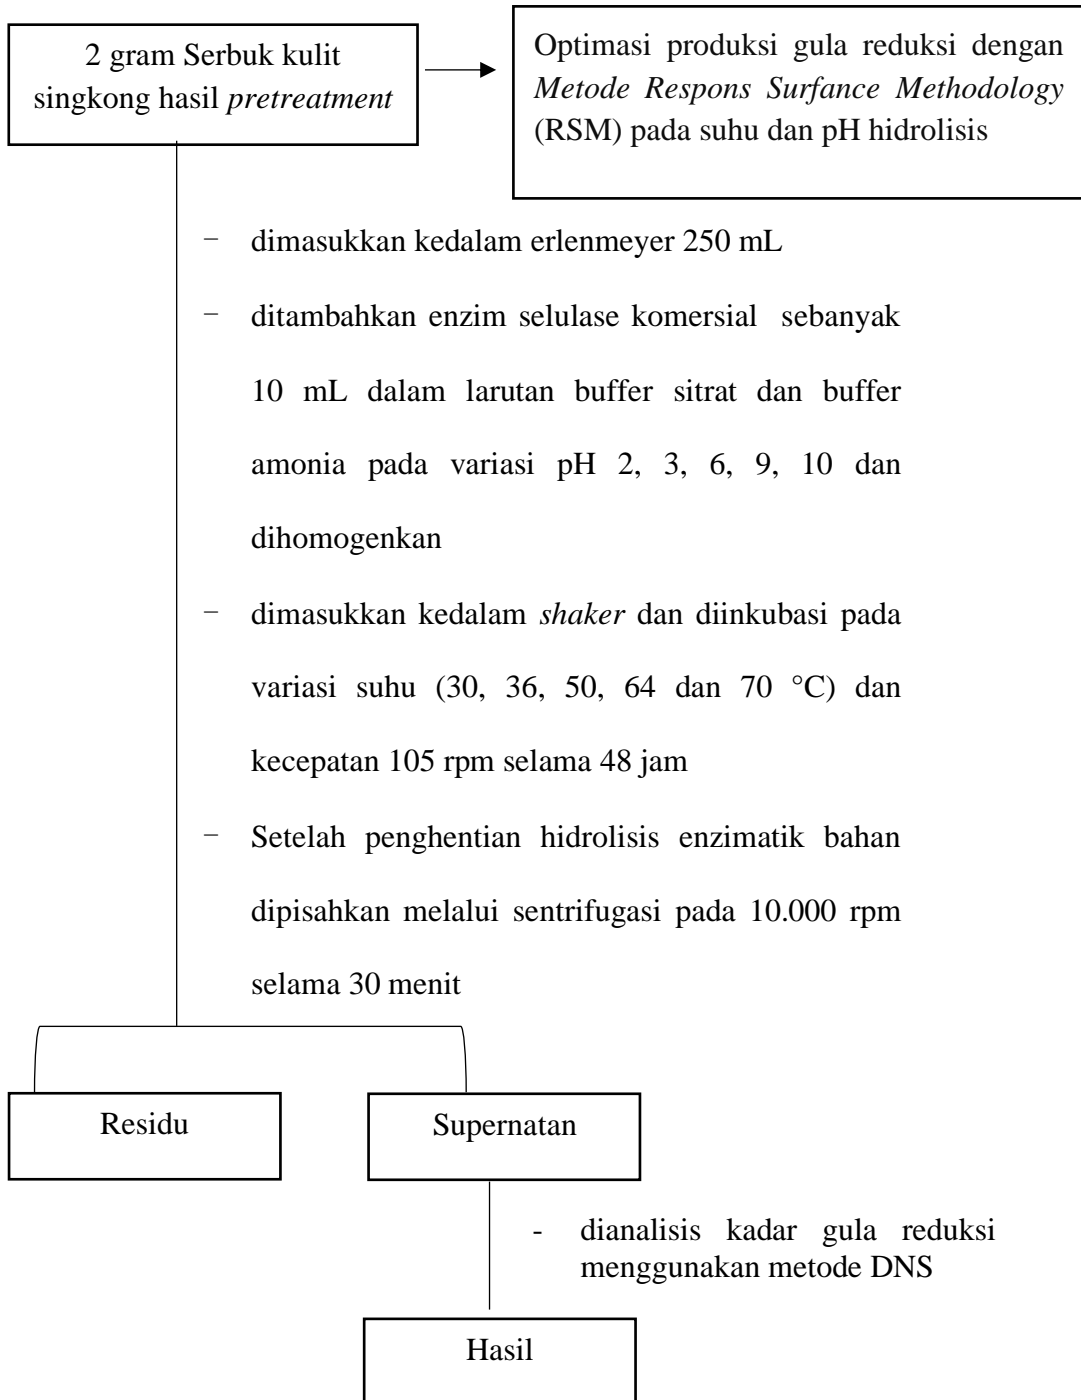 2 gram Serbuk kulit
singkong hasil pretreatment
Optimasi produksi gula reduksi dengan
Metode Respons Surfance Methodology
(RSM) pada suhu dan pH hidrolisis
− dimasukkan kedalam erlenmeyer 250 mL
− ditambahkan enzim selulase komersial sebanyak
10 mL dalam larutan buffer sitrat dan buffer
amonia pada variasi pH 2, 3, 6, 9, 10 dan
dihomogenkan
− dimasukkan kedalam shaker dan diinkubasi pada
variasi suhu (30, 36, 50, 64 dan 70 °C) dan
kecepatan 105 rpm selama 48 jam
− Setelah penghentian hidrolisis enzimatik bahan
dipisahkan melalui sentrifugasi pada 10.000 rpm
selama 30 menit
Residu
Supernatan
- dianalisis kadar gula reduksi
menggunakan metode DNS
Hasil